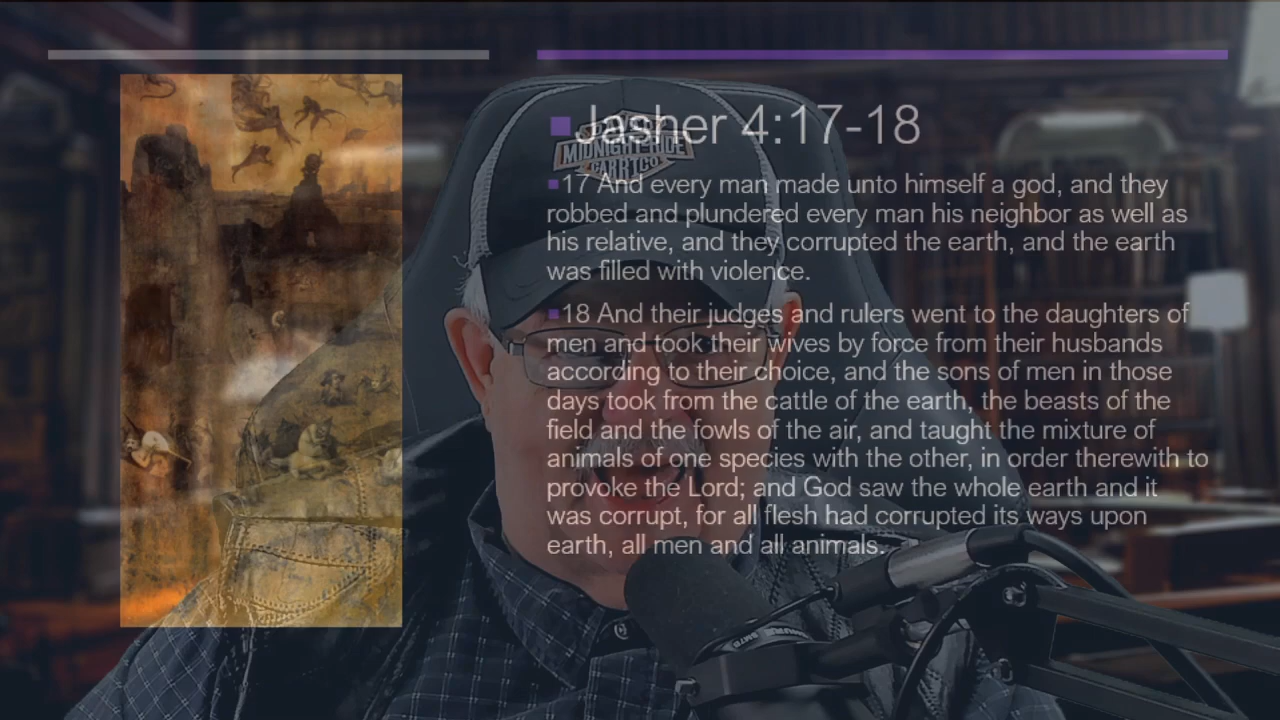 Jasher 4:17-18
MIDNIGHT RIDE
17 And every man made unto himself a god, and they
robbed and plundered every man his neighbor as well as
his relative, and they corrupted the earth, and the earth
was filled with violence.
18 And their judges and rulers went to the daughters of
men and took their wives by force from their husbands
according to their choice, and the sons of men in those
days took from the cattle of the earth, the beasts of the
field and the fowls of the air, and taught the mixture of
animals of one species with the other, in order therewith to
provoke the Lord; and God saw the whole earth and it
was corrupt, for all flesh had corrupted its ways upon
earth, all men and all animals.
SM7B